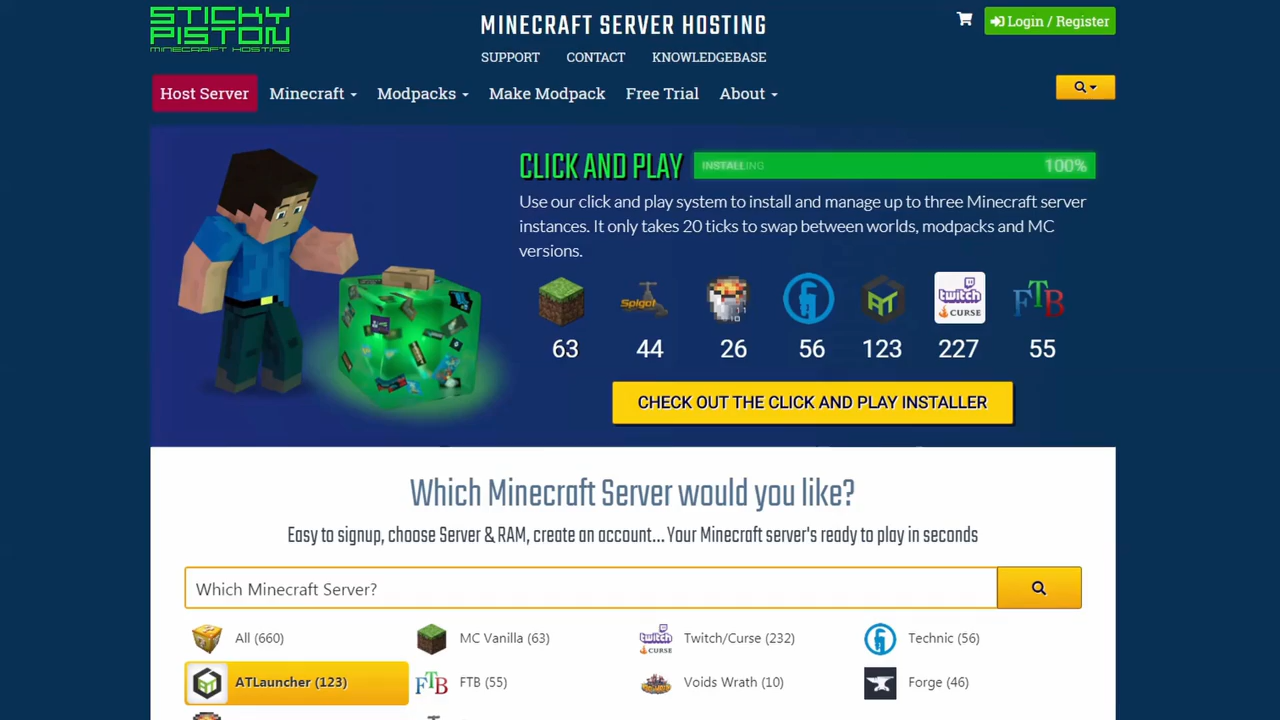 STICKY
PISTON
MINECRAFT HOSTING
MINECRAFT SERVER HOSTING
Login / Register
SUPPORT CONTACT KNOWLEDGEBASE
Host Server Minecraft Modpacks Make Modpack Free Trial About
CLICK AND PLAY INSTALLING 100%
Use our click and play system to install and manage up to three Minecraft server
instances. It only takes 20 ticks to swap between worlds, modpacks and MC
versions.
Spigot twitch CURSE FTB
63 44 26 56 123 227 55
CHECK OUT THE CLICK AND PLAY INSTALLER
Which Minecraft Server would you like?
Easy to signup, choose Server & RAM, create an account... Your Minecraft server's ready to play in seconds
Which Minecraft Server?
All (660) MC Vanilla (63) twitch CURSE Twitch/Curse (232) Technic (56)
ATLauncher (123) FTB FTB (55) Voids Wrath (10) Forge (46)